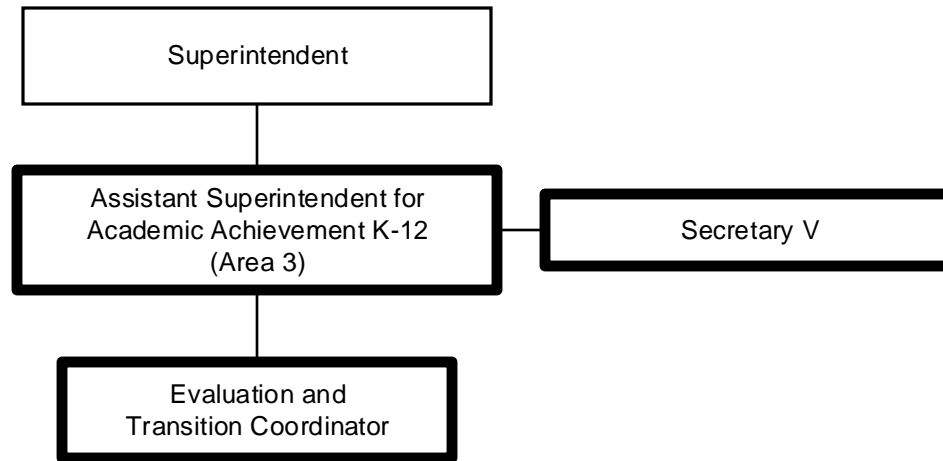 Superintendent
Assistant Superintendent for
Academic Achievement K-12
(Area 3)
Secretary V
Evaluation and
Transition Coordinator